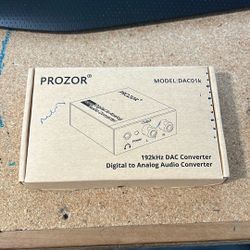 PROZOR®
MODEL:DAC01k
192kHz DAC Converter
Digital to Analog Audio Converter